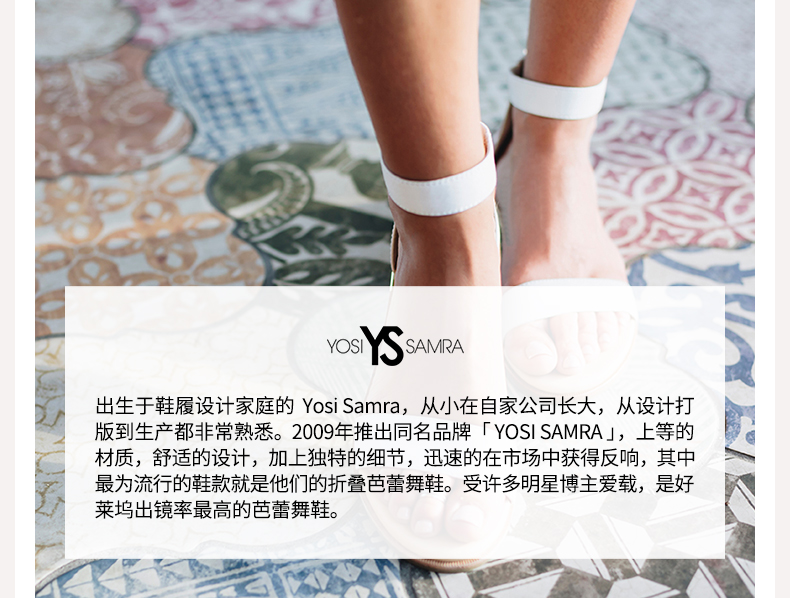 YOSI YS SAMRA
出生于鞋履设计家庭的 Yosi Samra，从小在自家公司长大，从设计打
版到生产都非常熟悉。2009年推出同名品牌「 YOSI SAMRA 」，上等的
材质，舒适的设计，加上独特的细节，迅速的在市场中获得反响，其中
最为流行的鞋款就是他们的折叠芭蕾舞鞋。受许多明星博主爱载，是好
莱坞出镜率最高的芭蕾舞鞋。